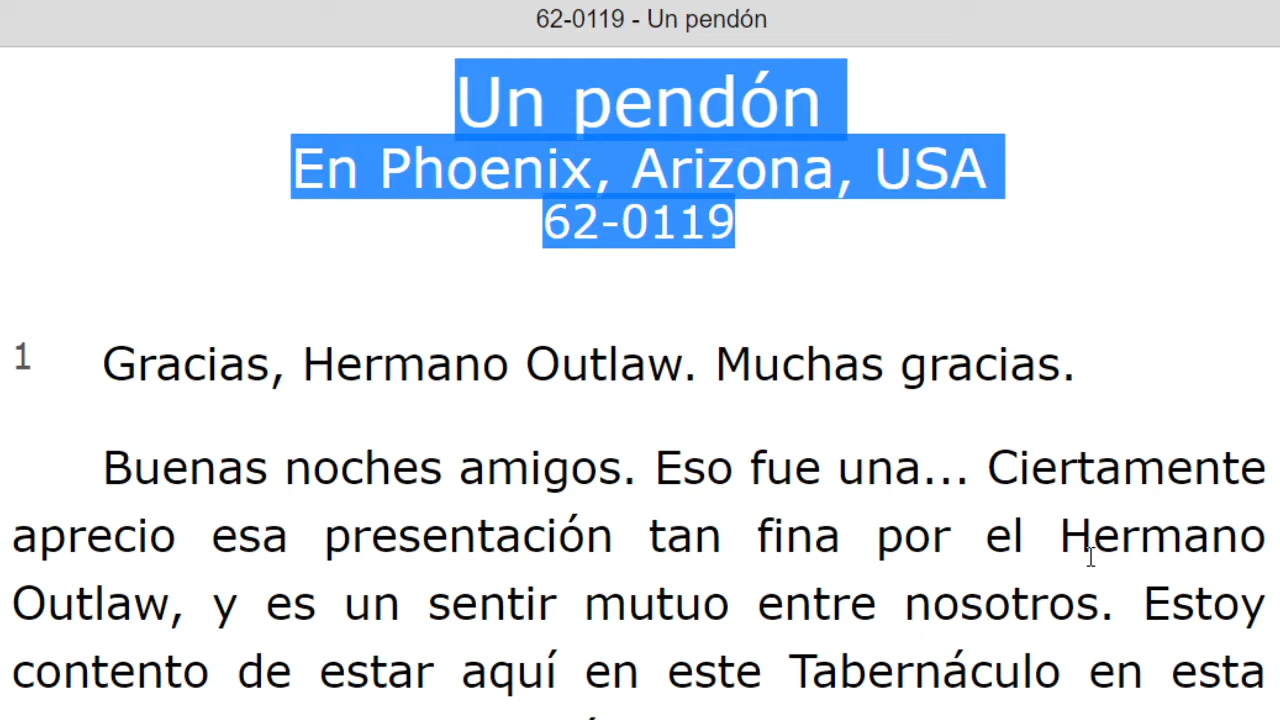 62-0119 - Un pendón
Un pendón
En Phoenix, Arizona, USA
62-0119
1 Gracias, Hermano Outlaw. Muchas gracias.
Buenas noches amigos. Eso fue una... Ciertamente
aprecio esa presentación tan fina por el Hermano
Outlaw, y es un sentir mutuo entre nosotros. Estoy
contento de estar aquí en este Tabernáculo en esta